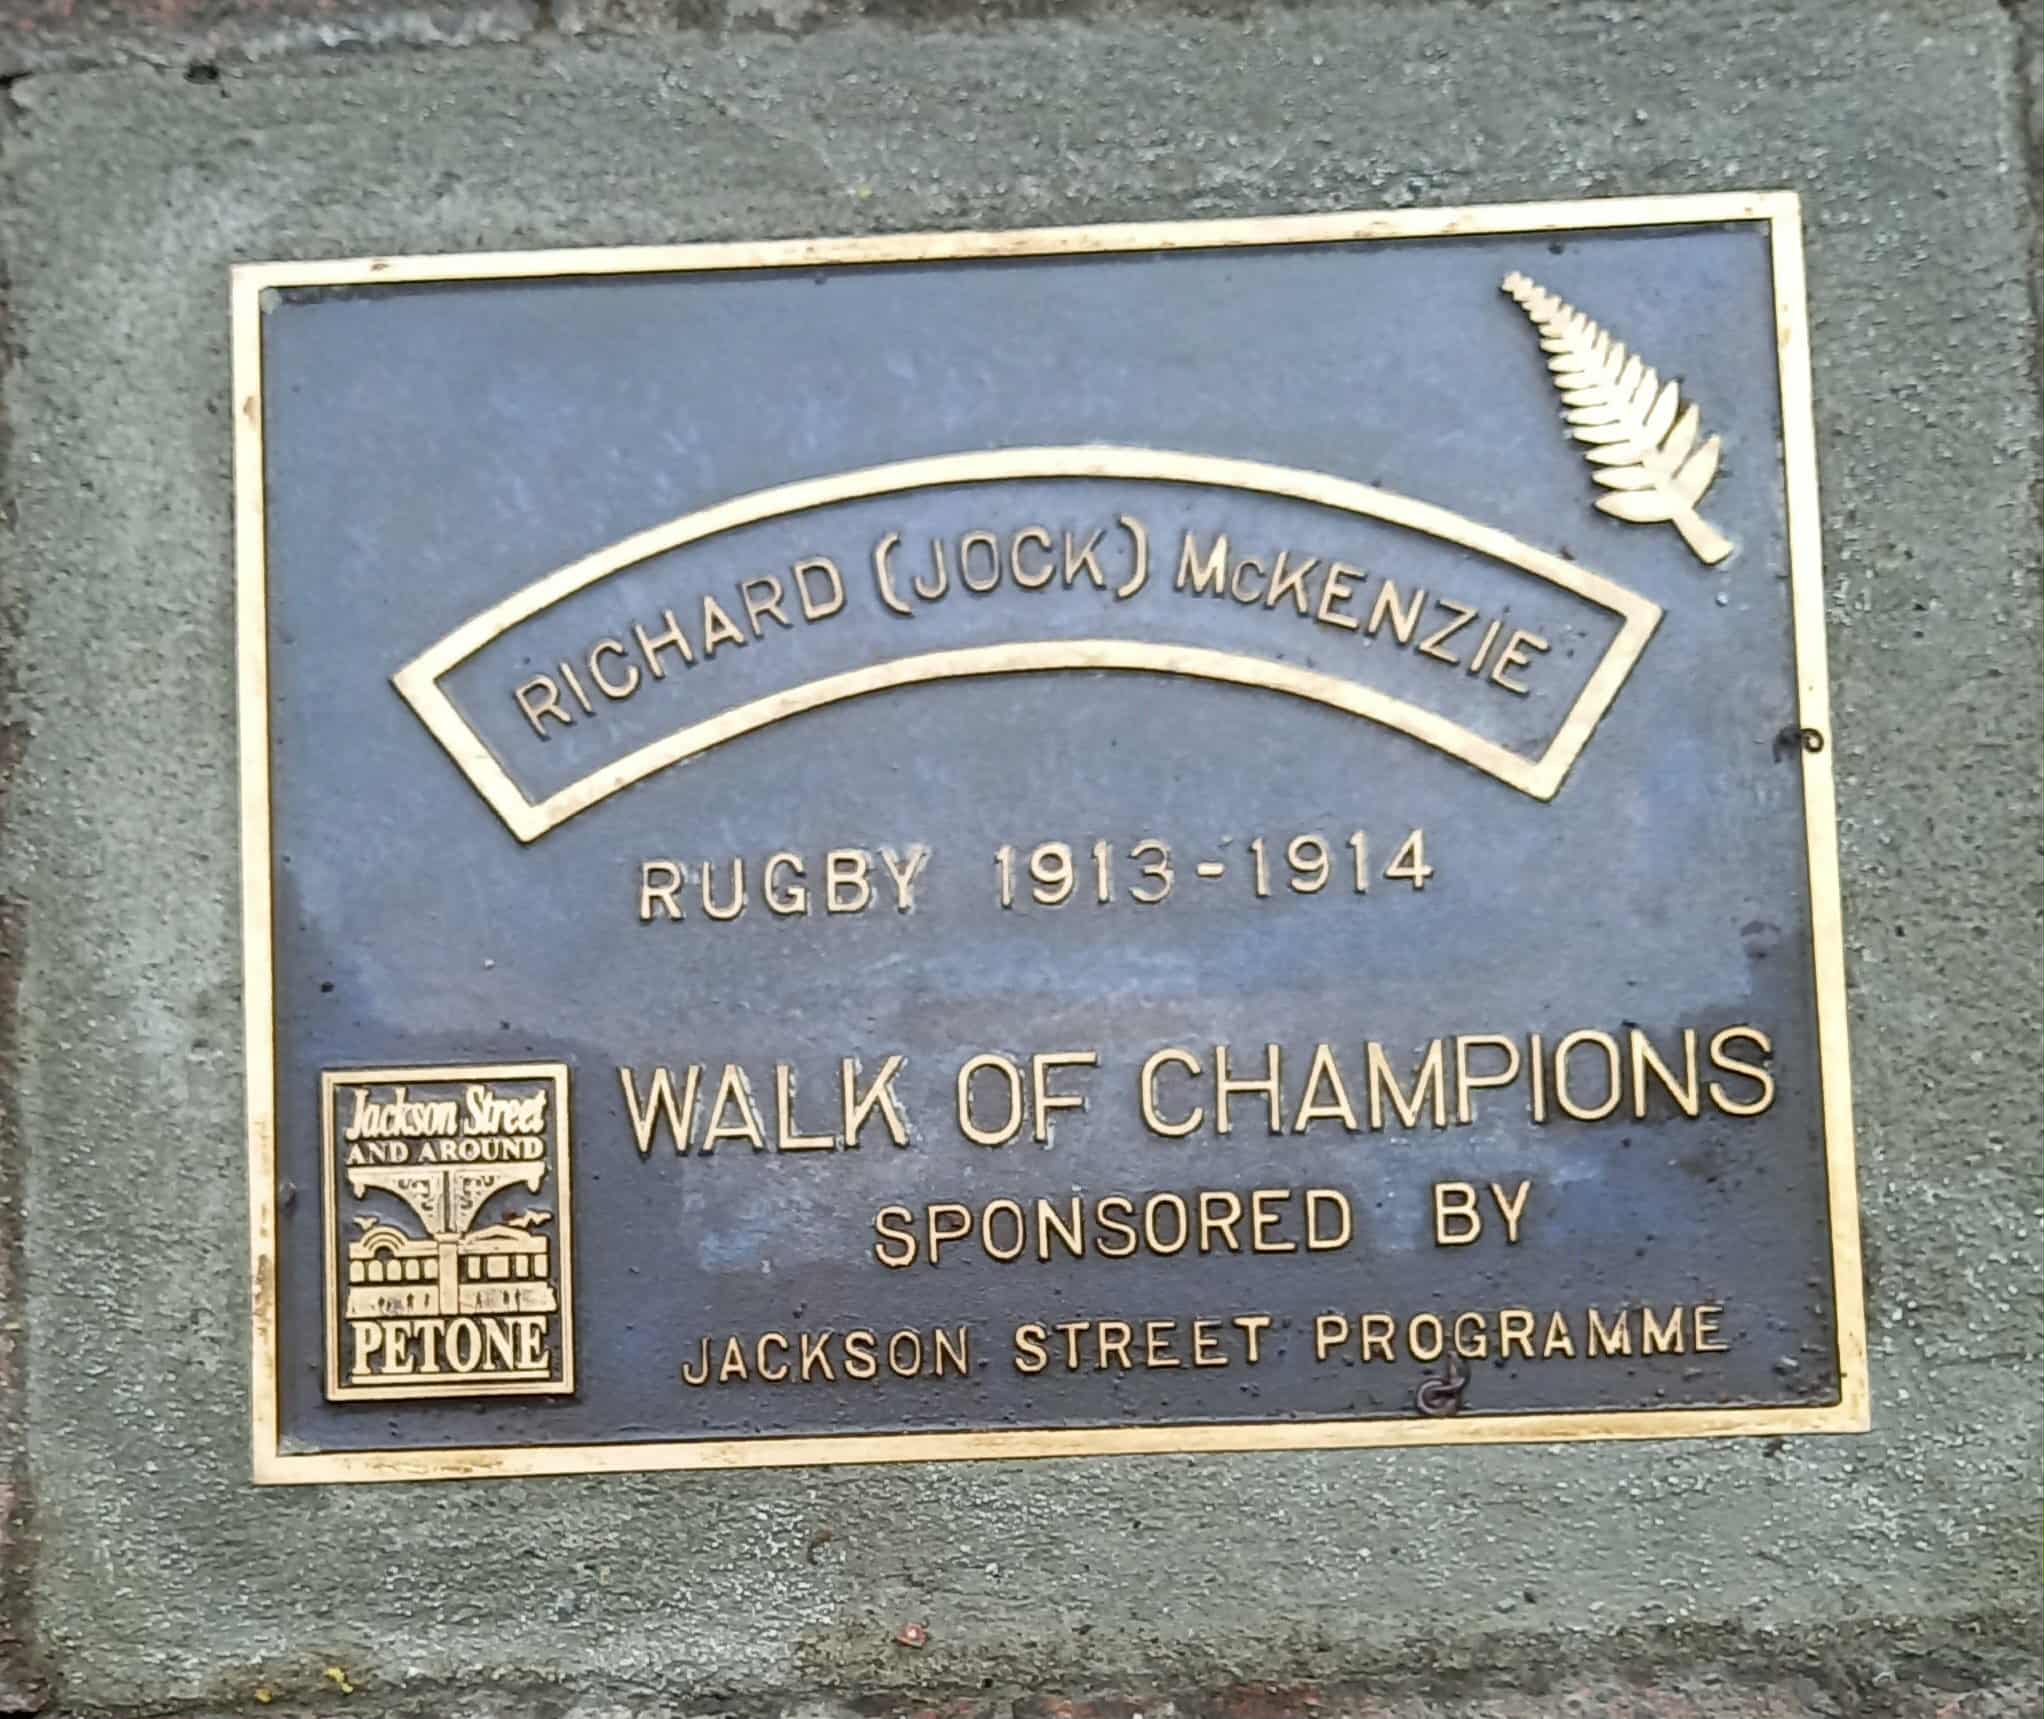 RICHARD (JOCK) McKENZIE
RUGBY 1913-1914
WALK OF CHAMPIONS
SPONSORED BY
JACKSON STREET PROGRAMME
Jackson Street
AND AROUND
PETONE